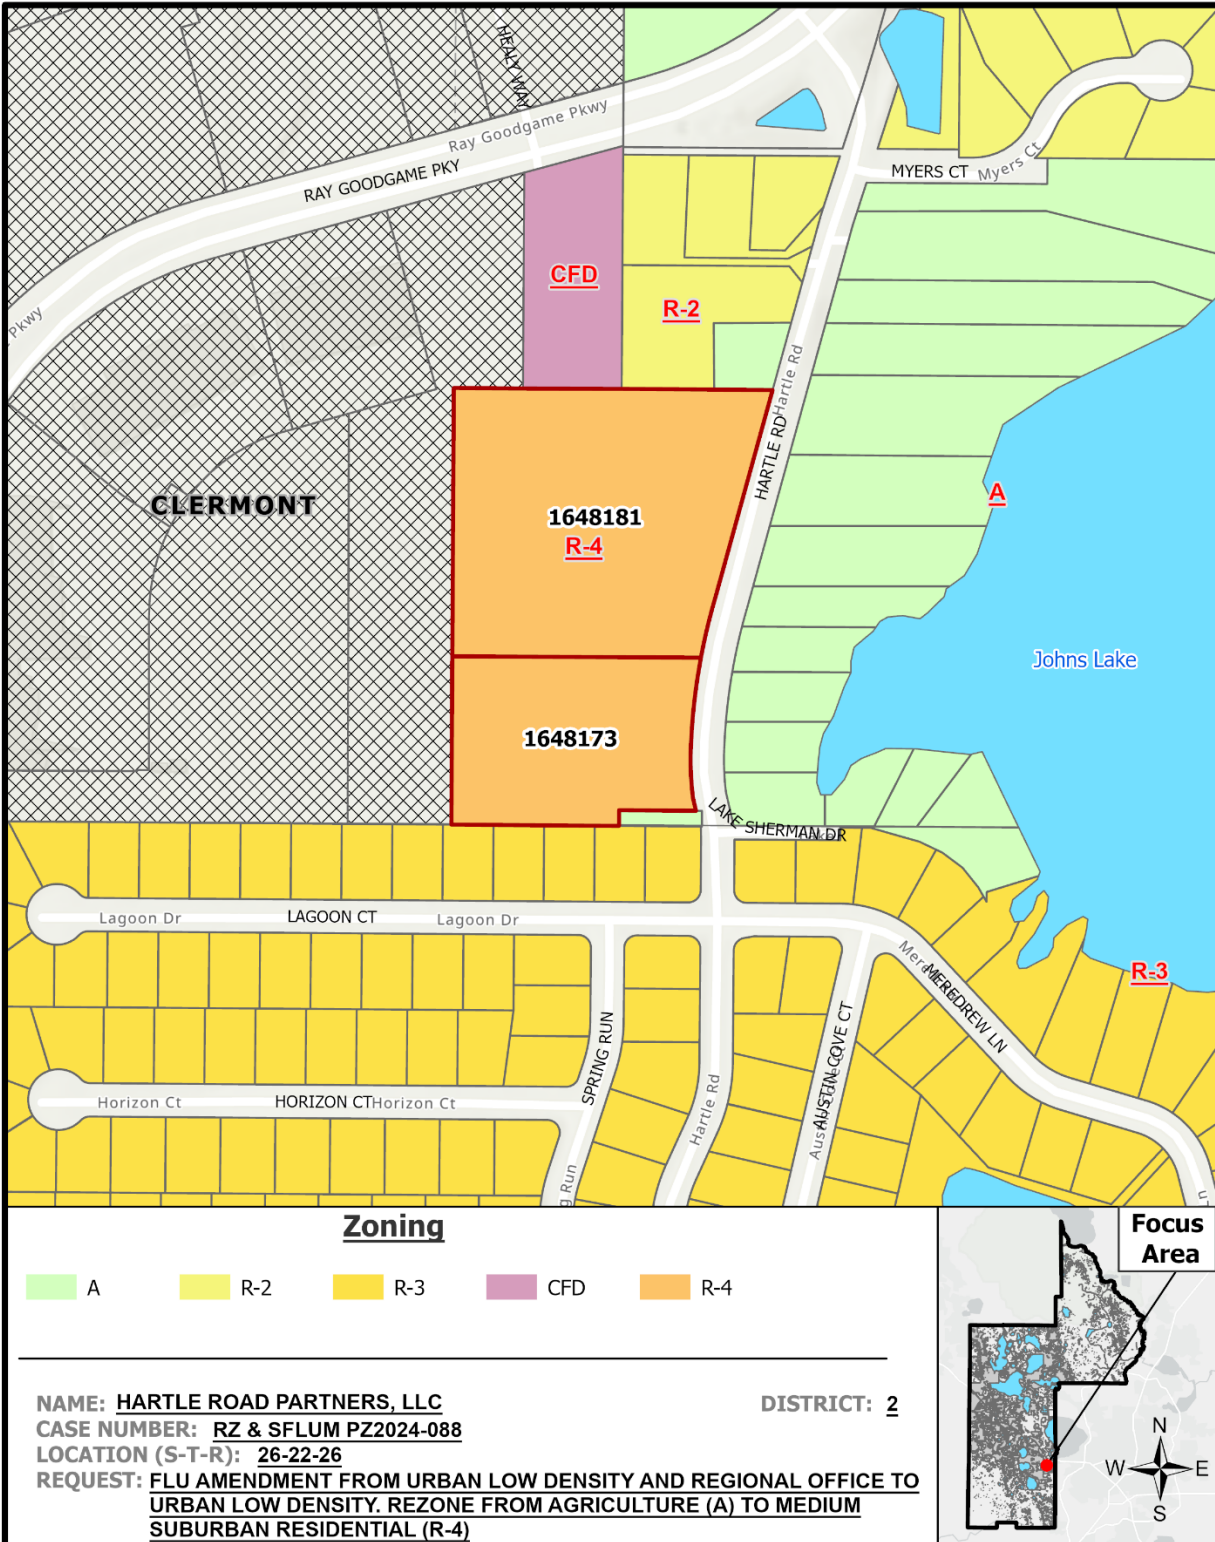 HEALY WAY
Ray Goodgame Pkwy
RAY GOODGAME PKY
MYERS CT
Myers Ct
Pkwy
CFD
R-2
Hartle Rd
HARTLE RD
CLERMONT
1648181
R-4
A
Johns Lake
1648173
LAKE SHERMAN DR
Lagoon Dr
LAGOON CT
Lagoon Dr
R-3
MEREDREW LN
SPRING RUN
AUSTIN COVE CT
Hartle Rd
Horizon Ct
HORIZON CT
Horizon Ct
g Run
Ln
Zoning
A
R-2
R-3
CFD
R-4
Focus
Area
NAME: HARTLE ROAD PARTNERS, LLC
DISTRICT: 2
CASE NUMBER: RZ & SFLUM PZ2024-088
LOCATION (S-T-R): 26-22-26
REQUEST: FLU AMENDMENT FROM URBAN LOW DENSITY AND REGIONAL OFFICE TO
URBAN LOW DENSITY. REZONE FROM AGRICULTURE (A) TO MEDIUM
SUBURBAN RESIDENTIAL (R-4)
N
W
E
S